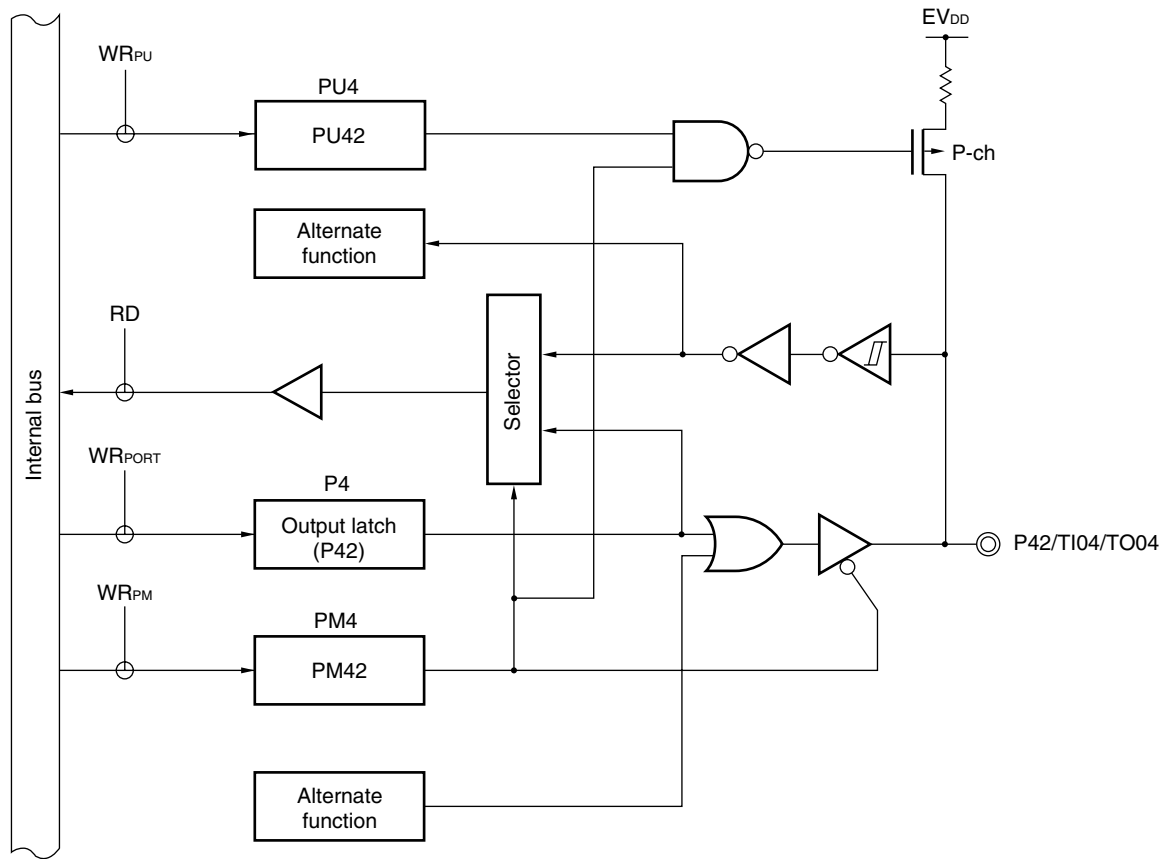 EVDD
WRPU
PU4
PU42
P-ch
Alternate
function
RD
Selector
Internal bus
WRPORT
P4
Output latch
(P42)
P42/TI04/TO04
WRPM
PM4
PM42
Alternate
function